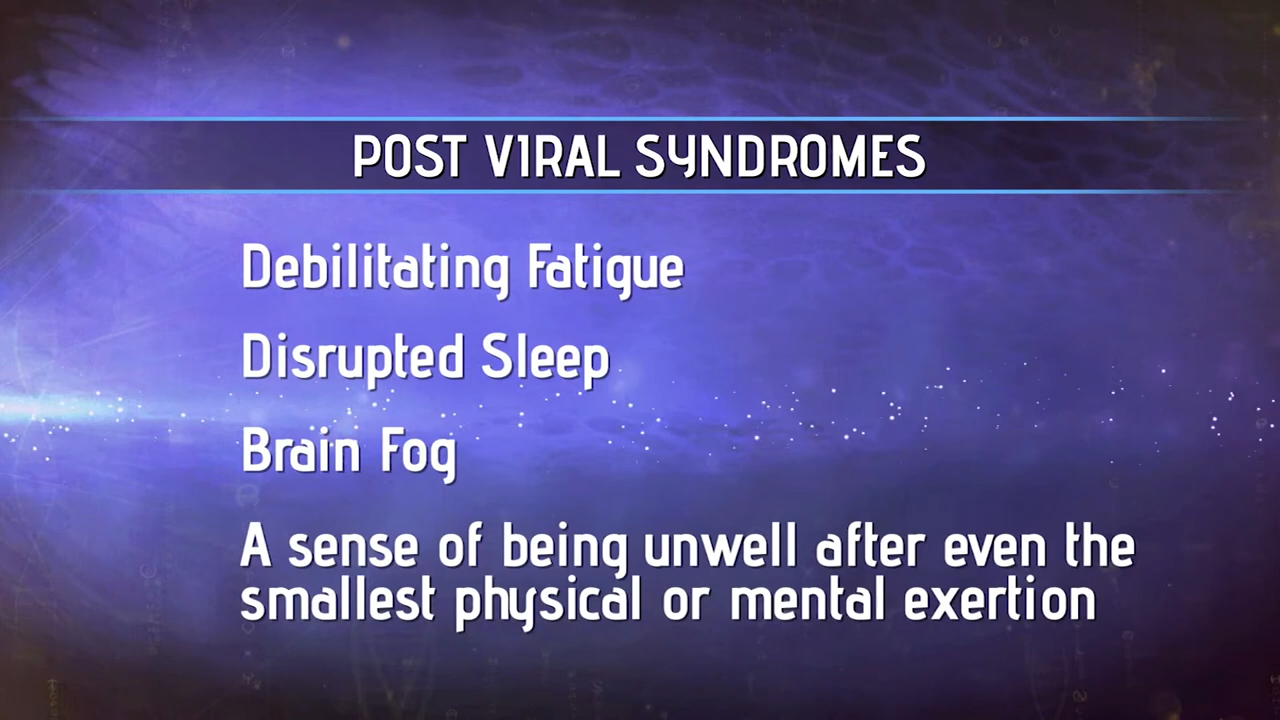 POST VIRAL SYNDROMES
Debilitating Fatigue
Disrupted Sleep
Brain Fog
A sense of being unwell after even the
smallest physical or mental exertion